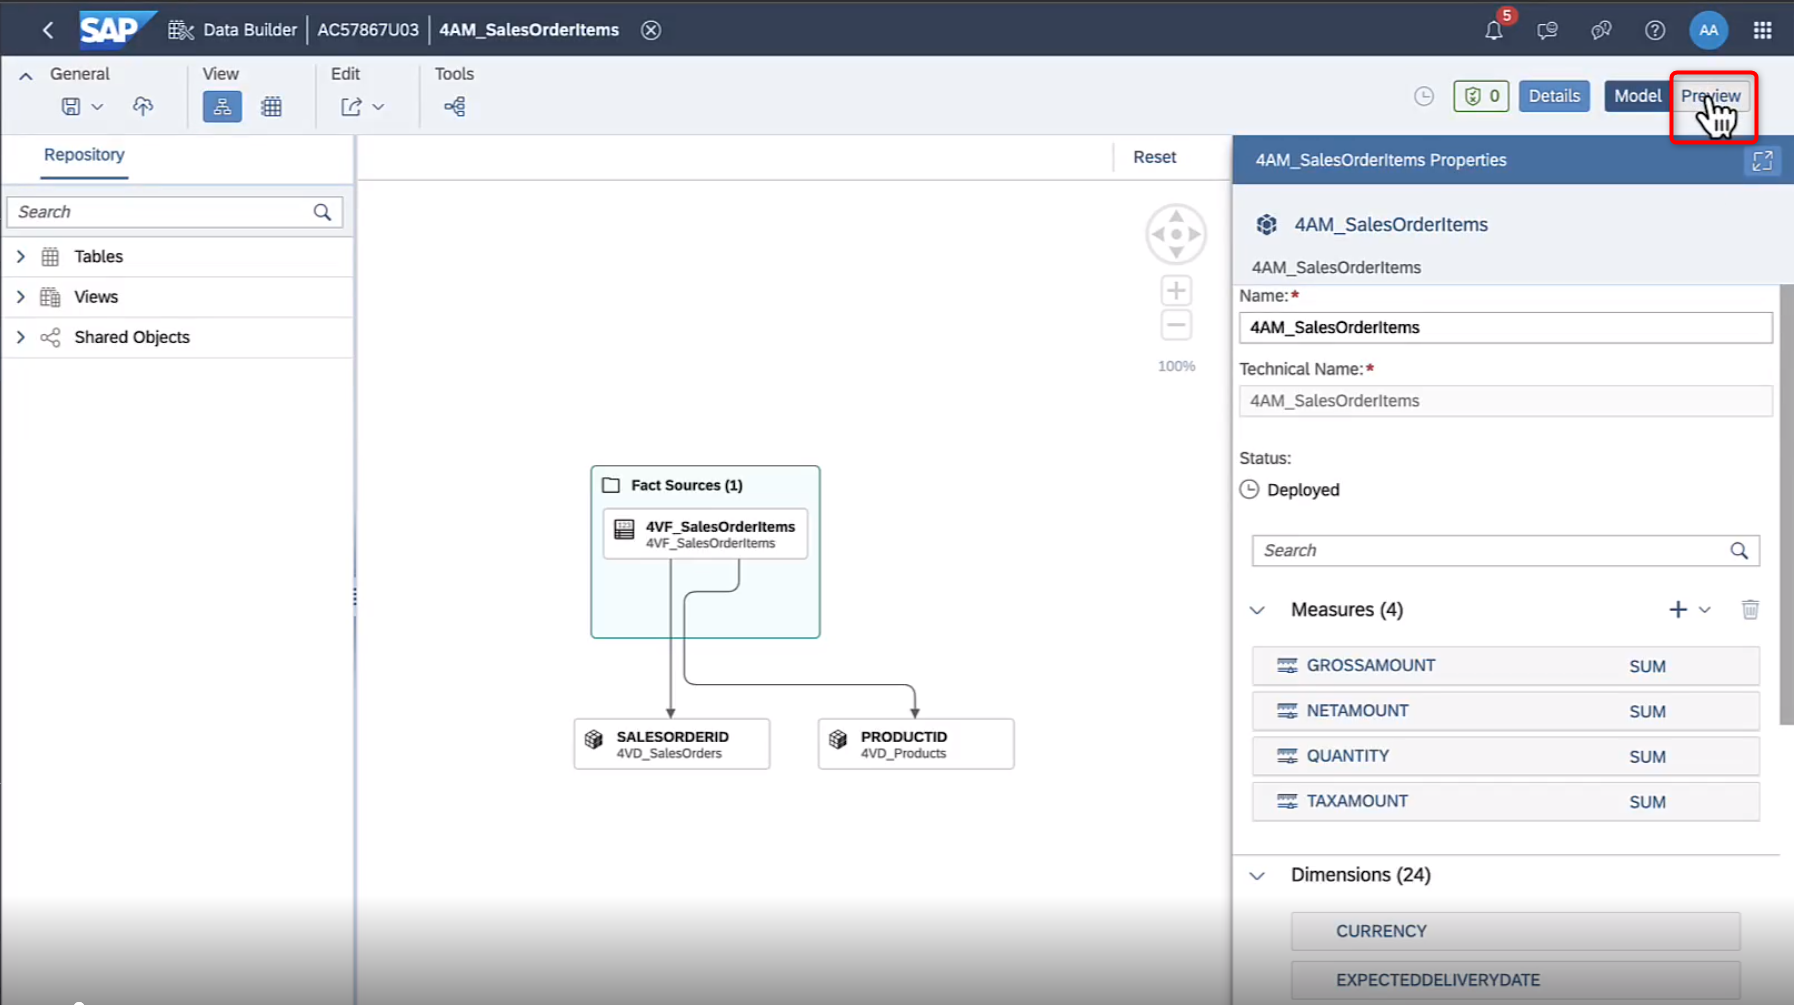 SAP Data Builder AC57867U03 4AM_SalesOrderItems 5 AA
General View Edit Tools
0 Details Model Preview
Repository
Reset
4AM_SalesOrderItems Properties
Search
Tables
Views
Shared Objects
100%
Fact Sources (1)
123
4VF_SalesOrderItems
4VF_SalesOrderItems
SALESORDERID
4VD_SalesOrders
PRODUCTID
4VD_Products
4AM_SalesOrderItems
4AM_SalesOrderItems
Name:*
4AM_SalesOrderItems
Technical Name:*
4AM_SalesOrderItems
Status:
Deployed
Search
Measures (4)
GROSSAMOUNT SUM
NETAMOUNT SUM
QUANTITY SUM
TAXAMOUNT SUM
Dimensions (24)
CURRENCY
EXPECTEDDELIVERYDATE